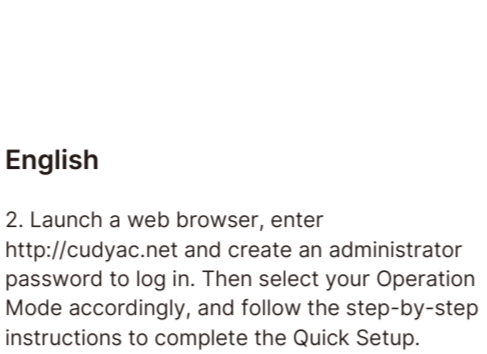 English
2. Launch a web browser, enter
http://cudyac.net and create an administrator
password to log in. Then select your Operation
Mode accordingly, and follow the step-by-step
instructions to complete the Quick Setup.